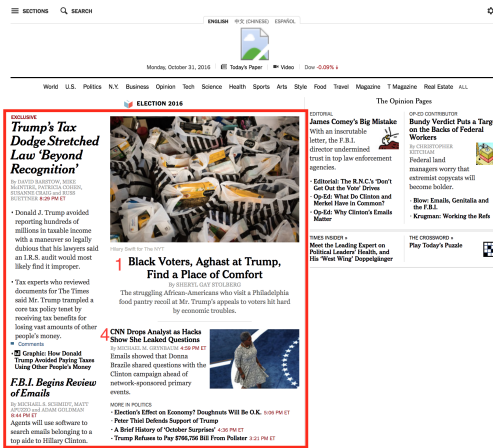 SECTIONS SEARCH
ENGLISH 中文 (CHINESE) ESPAÑOL
Monday, October 31, 2016 Today's Paper Video Dow -0.09% ↓
World U.S. Politics N.Y. Business Opinion Tech Science Health Sports Arts Style Food Travel Magazine T Magazine Real Estate ALL
ELECTION 2016
EXCLUSIVE
Trump's Tax
Dodge Stretched
Law 'Beyond
Recognition'
By DAVID BARSTOW, MIKE
McINTIRE, PATRICIA COHEN,
SUSANNE CRAIG and RUSS
BUETTNER 8:29 PM ET
• Donald J. Trump avoided
reporting hundreds of
millions in taxable income
with a maneuver so legally
dubious that his lawyers said
an I.R.S. audit would most
likely find it improper.
• Tax experts who reviewed
documents for The Times
said Mr. Trump trampled a
core tax policy tenet by
receiving tax benefits for
losing vast amounts of other
people's money.
Comments
• Graphic: How Donald
Trump Avoided Paying Taxes
Using Other People's Money
F.B.I. Begins Review
of Emails
By MICHAEL S. SCHMIDT, MATT
APUZZO and ADAM GOLDMAN
8:44 PM ET
Agents will use software to
search emails belonging to a
top aide to Hillary Clinton.
Hilary Swift for The NYT
1
Black Voters, Aghast at Trump,
Find a Place of Comfort
By SHERYL GAY STOLBERG
The struggling African-Americans who visit a Philadelphia
food pantry recoil at Mr. Trump's appeals to voters hit hard
by economic troubles.
4
CNN Drops Analyst as Hacks
Show She Leaked Questions
By MICHAEL M. GRYNBAUM 4:59 PM ET
Emails showed that Donna
Brazile shared questions with the
Clinton campaign ahead of
network-sponsored primary
events.
MORE IN POLITICS
• Election's Effect on Economy? Doughnuts Will Be O.K. 5:09 PM ET
• Peter Thiel Defends Support of Trump
• A Brief History of 'October Surprises' 4:36 PM ET
• Trump Refuses to Pay $766,756 Bill From Pollster 3:21 PM ET
The Opinion Pages
EDITORIAL
James Comey's Big Mistake
With an inscrutable
letter, the F.B.I.
director undermined
trust in top law enforcement
agencies.
• Editorial: The R.N.C.'s 'Don't
Get Out the Vote' Drives
• Op-Ed: What Do Clinton and
Merkel Have in Common?
• Op-Ed: Why Clinton's Emails
Matter
OP-ED CONTRIBUTOR
Bundy Verdict Puts a Targ
on the Backs of Federal
Workers
By CHRISTOPHER
KETCHAM
Federal land
managers worry that
extremist copycats will
become bolder.
• Blow: Emails, Genitalia and
the F.B.I.
• Krugman: Working the Refs
TIMES INSIDER »
Meet the Leading Expert on
Political Leaders' Health, and
His 'West Wing' Doppelgänger
THE CROSSWORD »
Play Today's Puzzle